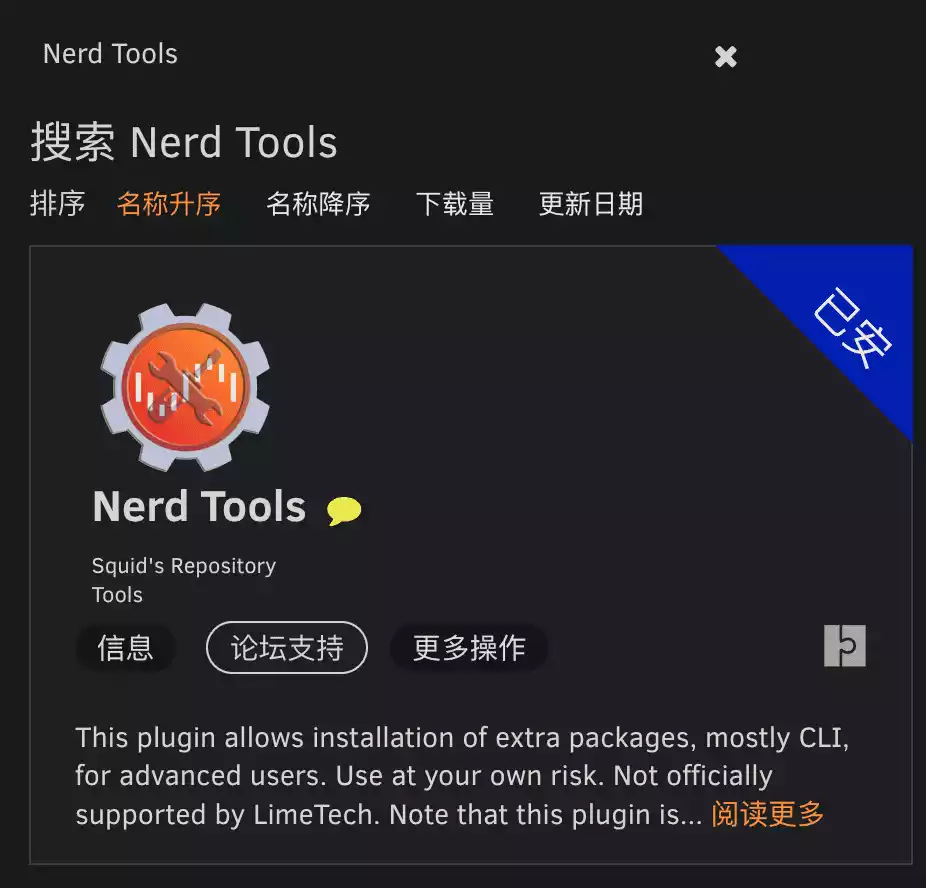 Nerd Tools
搜索 Nerd Tools
排序 名称升序 名称降序 下载量 更新日期
已安
Nerd Tools
Squid's Repository
Tools
信息 论坛支持 更多操作
This plugin allows installation of extra packages, mostly CLI,
for advanced users. Use at your own risk. Not officially
supported by LimeTech. Note that this plugin is... 阅读更多